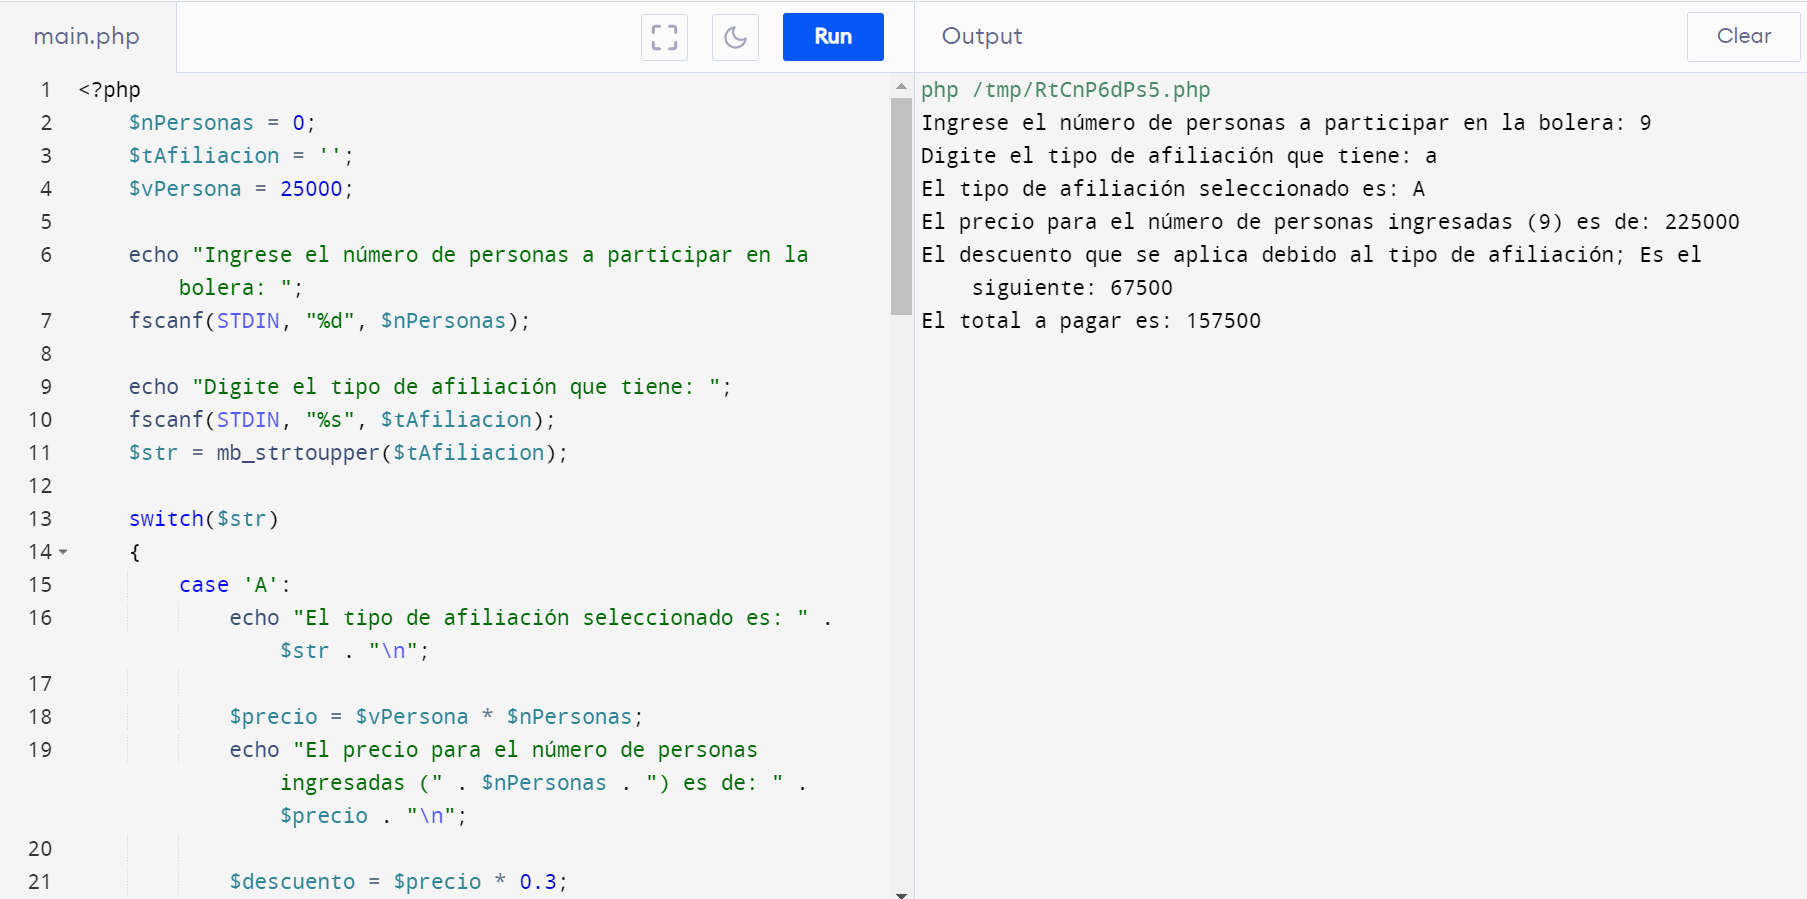 main.php
Run
Output
Clear
1 <?php
2 $nPersonas = 0;
3 $tAfiliacion = '';
4 $vPersona = 25000;
5
6 echo "Ingrese el número de personas a participar en la
bolera: ";
7 fscanf(STDIN, "%d", $nPersonas);
8
9 echo "Digite el tipo de afiliación que tiene: ";
10 fscanf(STDIN, "%s", $tAfiliacion);
11 $str = mb_strtoupper($tAfiliacion);
12
13 switch($str)
14 {
15 case 'A':
16 echo "El tipo de afiliación seleccionado es: " .
$str . "\n";
17
18 $precio = $vPersona * $nPersonas;
19 echo "El precio para el número de personas
ingresadas (" . $nPersonas . ") es de: " .
$precio . "\n";
20
21 $descuento = $precio * 0.3;
php /tmp/RtCnP6dPs5.php
Ingrese el número de personas a participar en la bolera: 9
Digite el tipo de afiliación que tiene: a
El tipo de afiliación seleccionado es: A
El precio para el número de personas ingresadas (9) es de: 225000
El descuento que se aplica debido al tipo de afiliación; Es el
siguiente: 67500
El total a pagar es: 157500